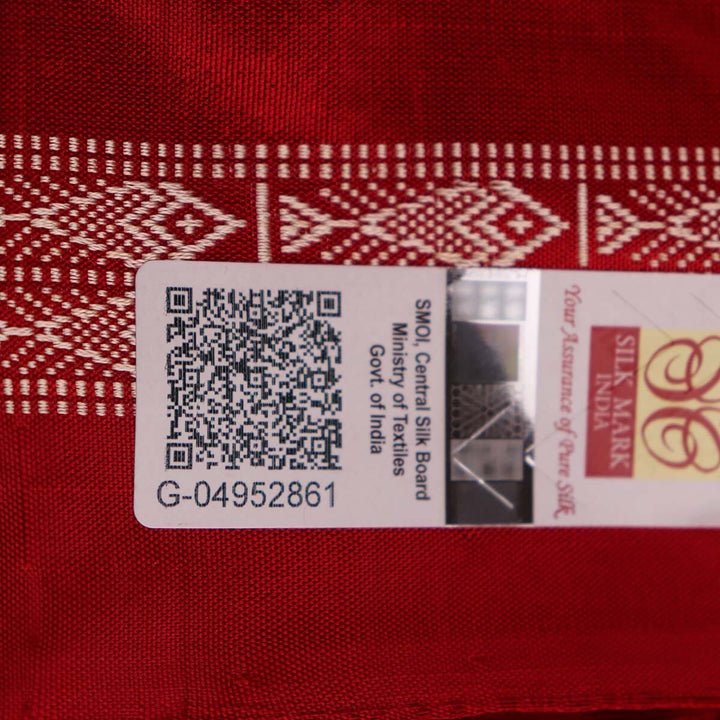 G-04952861
SMOI, Central Silk Board
Ministry of Textiles
Govt. of India
Your Assurance of Pure Silk
SILK MARK
INDIA